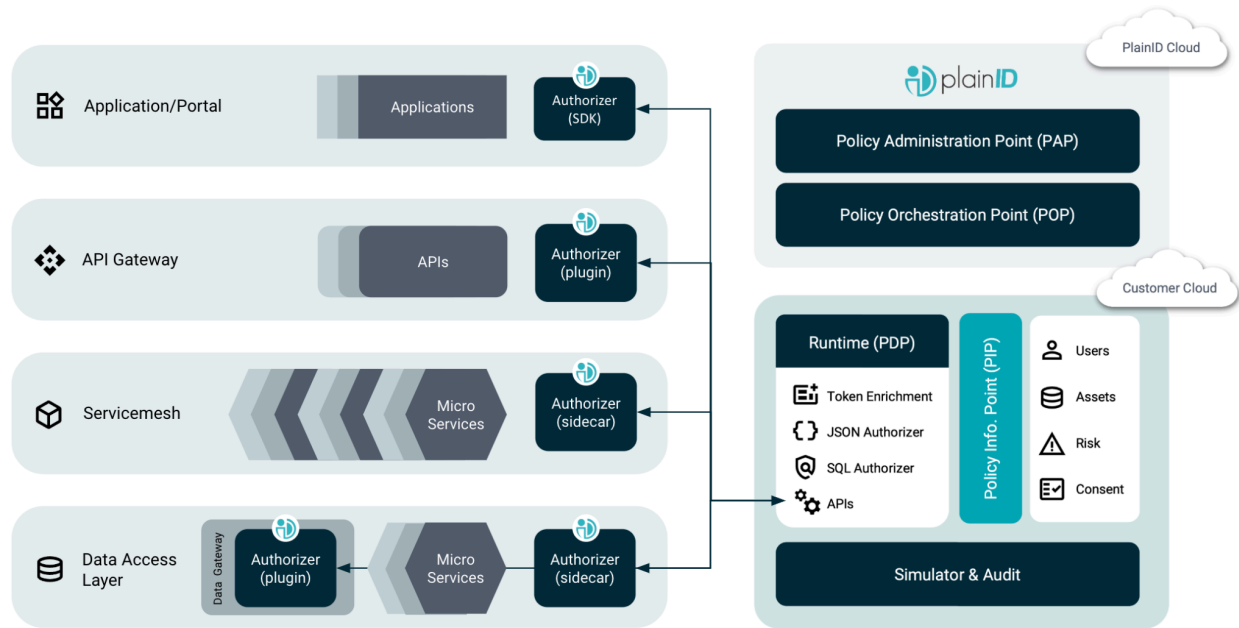 Application/Portal
Applications
Authorizer
(SDK)
API Gateway
APIs
Authorizer
(plugin)
Servicemesh
Micro
Services
Authorizer
(sidecar)
Data Access
Layer
Data Gateway
Authorizer
(plugin)
Micro
Services
Authorizer
(sidecar)
PlainID Cloud
plainID
Policy Administration Point (PAP)
Policy Orchestration Point (POP)
Customer Cloud
Runtime (PDP)
Token Enrichment
JSON Authorizer
SQL Authorizer
APIs
Policy Info. Point (PIP)
Users
Assets
Risk
Consent
Simulator & Audit